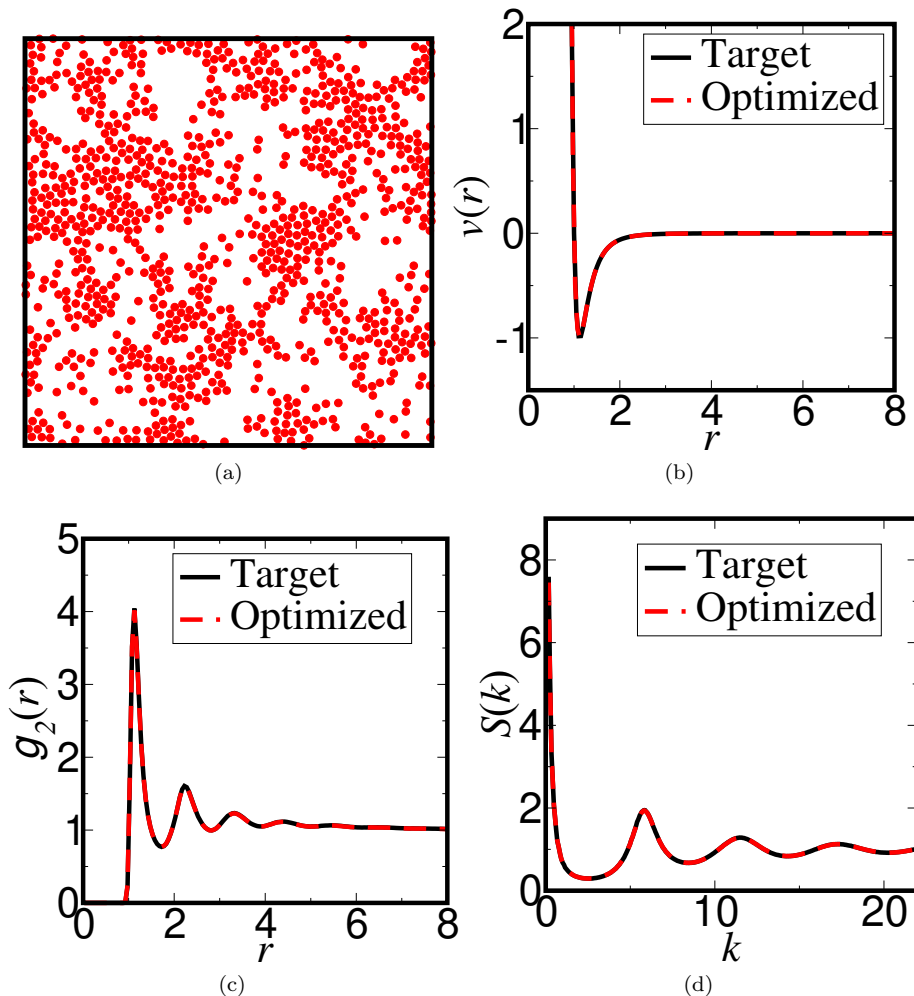 (a)
2
1
0
-1
v(r)
Target
Optimized
0 2 4 6 8
r
(b)
5
4
3
2
1
0
g₂(r)
Target
Optimized
0 2 4 6 8
r
(c)
8
6
4
2
0
S(k)
Target
Optimized
0 10 20
k
(d)